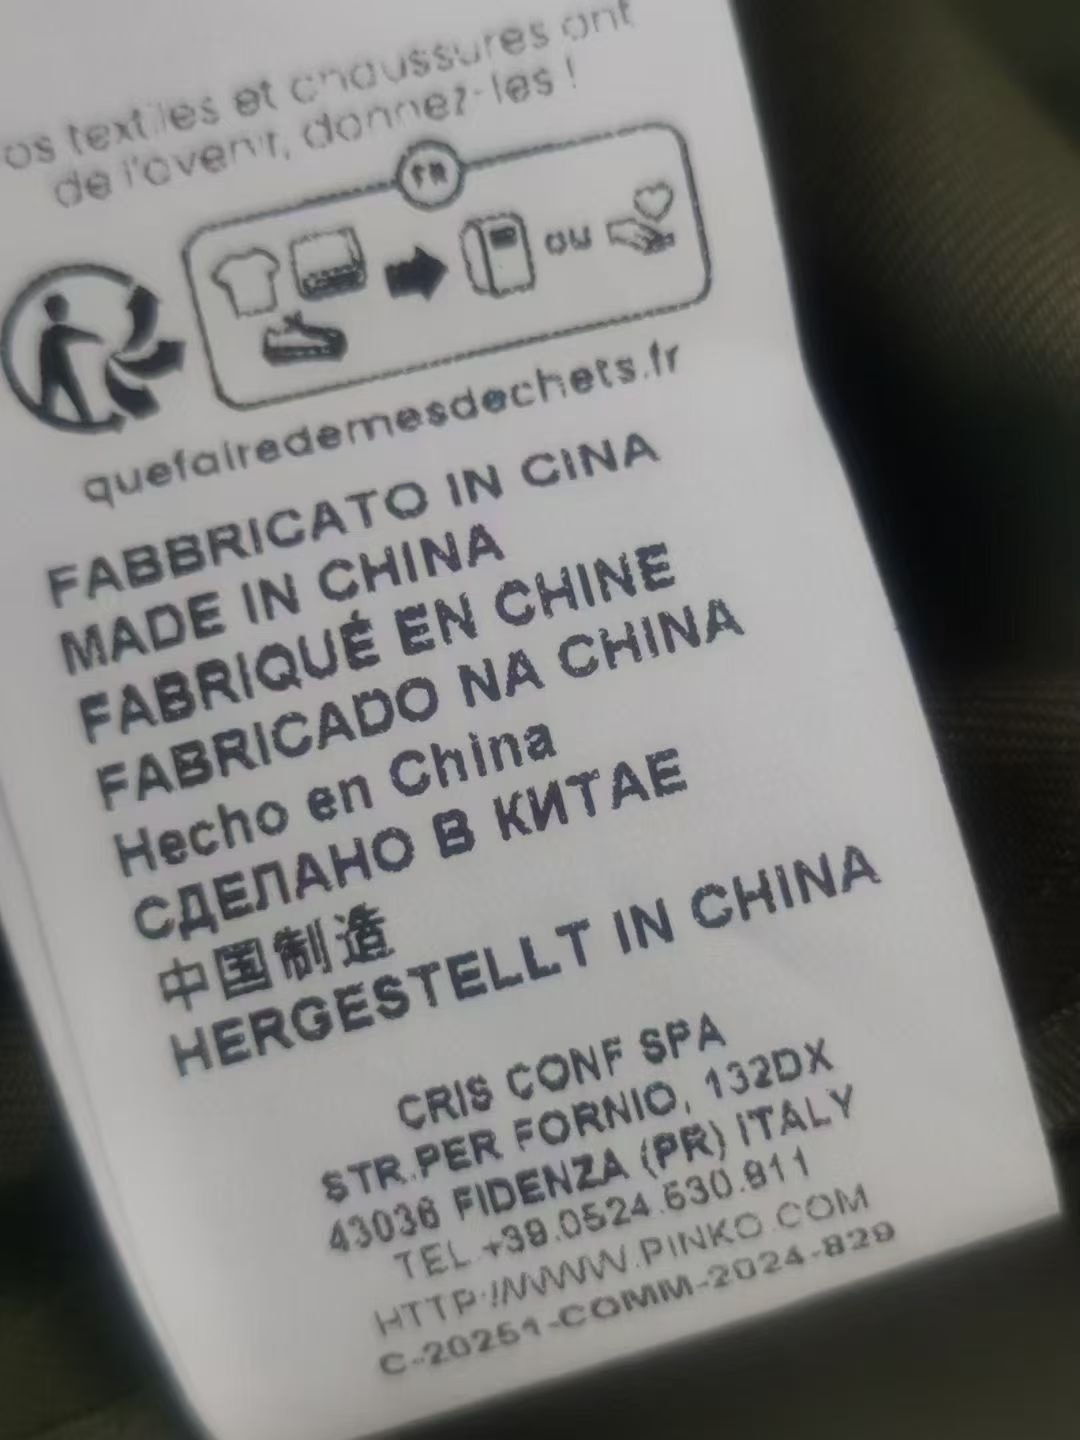 os textiles et chaussures ont
de l'avenir, donnez-les !
FR
ou
quefairedemesdechets.fr
FABBRICATO IN CINA
MADE IN CHINA
FABRIQUÉ EN CHINE
FABRICADO NA CHINA
Hecho en China
СДЕЛАНО В КИТАЕ
中国制造
HERGESTELLT IN CHINA
CRIS CONF SPA
STR.PER FORNIO, 132DX
43036 FIDENZA (PR) ITALY
TEL.+39.0524.530.811
HTTP://WWW.PINKO.COM
C-20251-COMM-2024-829